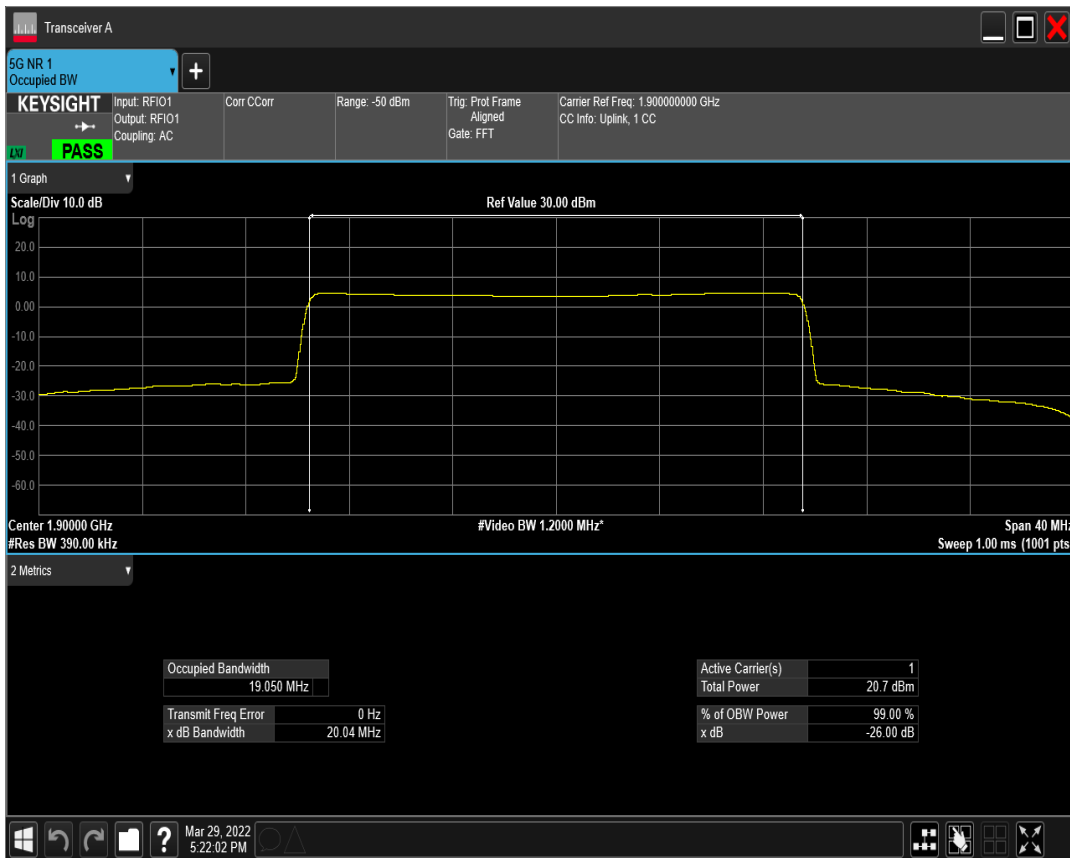 Transceiver A
5G NR 1
Occupied BW
+
KEYSIGHT
LXI
PASS
Input: RFIO1
Output: RFIO1
Coupling: AC
Corr CCorr
Range: -50 dBm
Trig: Prot Frame
Aligned
Gate: FFT
Carrier Ref Freq: 1.900000000 GHz
CC Info: Uplink, 1 CC
1 Graph
Scale/Div 10.0 dB
Ref Value 30.00 dBm
Log
20.0
10.0
0.00
-10.0
-20.0
-30.0
-40.0
-50.0
-60.0
Center 1.90000 GHz
#Video BW 1.2000 MHz*
Span 40 MHz
#Res BW 390.00 kHz
Sweep 1.00 ms (1001 pts
2 Metrics
Occupied Bandwidth
19.050 MHz
Transmit Freq Error 0 Hz
x dB Bandwidth 20.04 MHz
Active Carrier(s) 1
Total Power 20.7 dBm
% of OBW Power 99.00 %
x dB -26.00 dB
?
Mar 29, 2022
5:22:02 PM